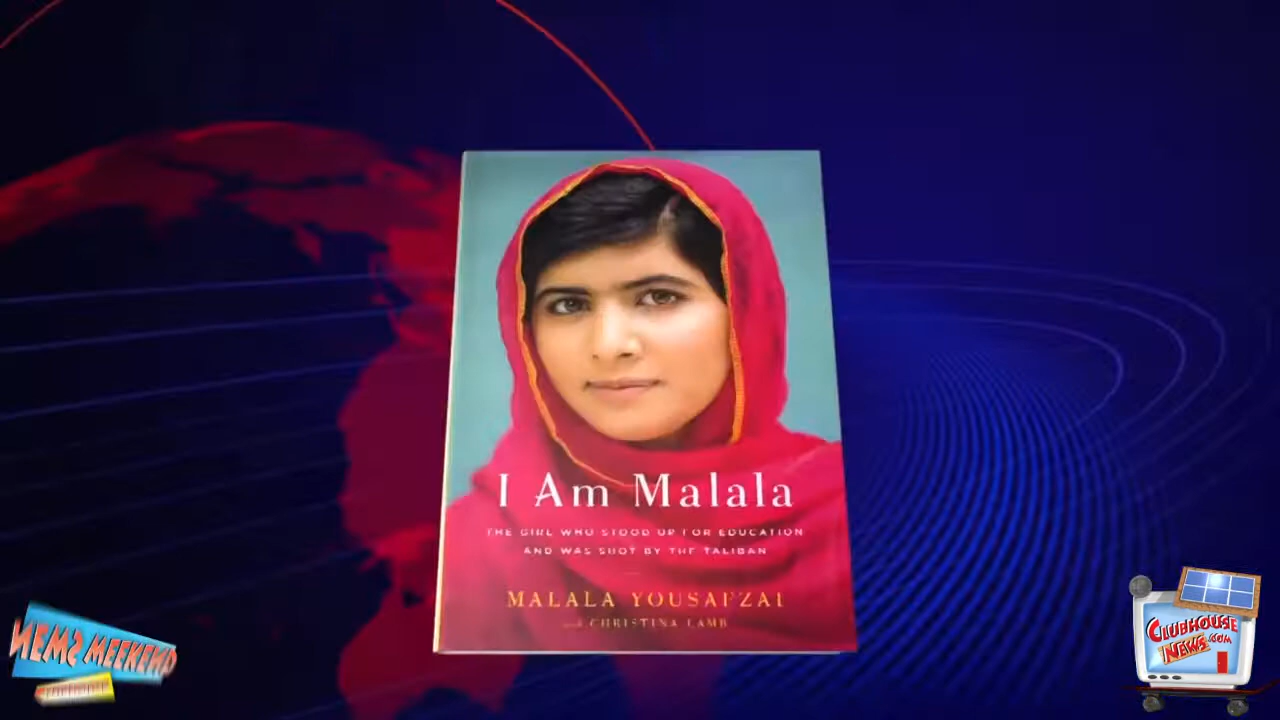 I Am Malala
THE GIRL WHO STOOD UP FOR EDUCATION
AND WAS SHOT BY THE TALIBAN
MALALA YOUSAFZAI
with CHRISTINA LAMB
NEWS WEEKEND
CLUBHOUSE
NEWS.COM